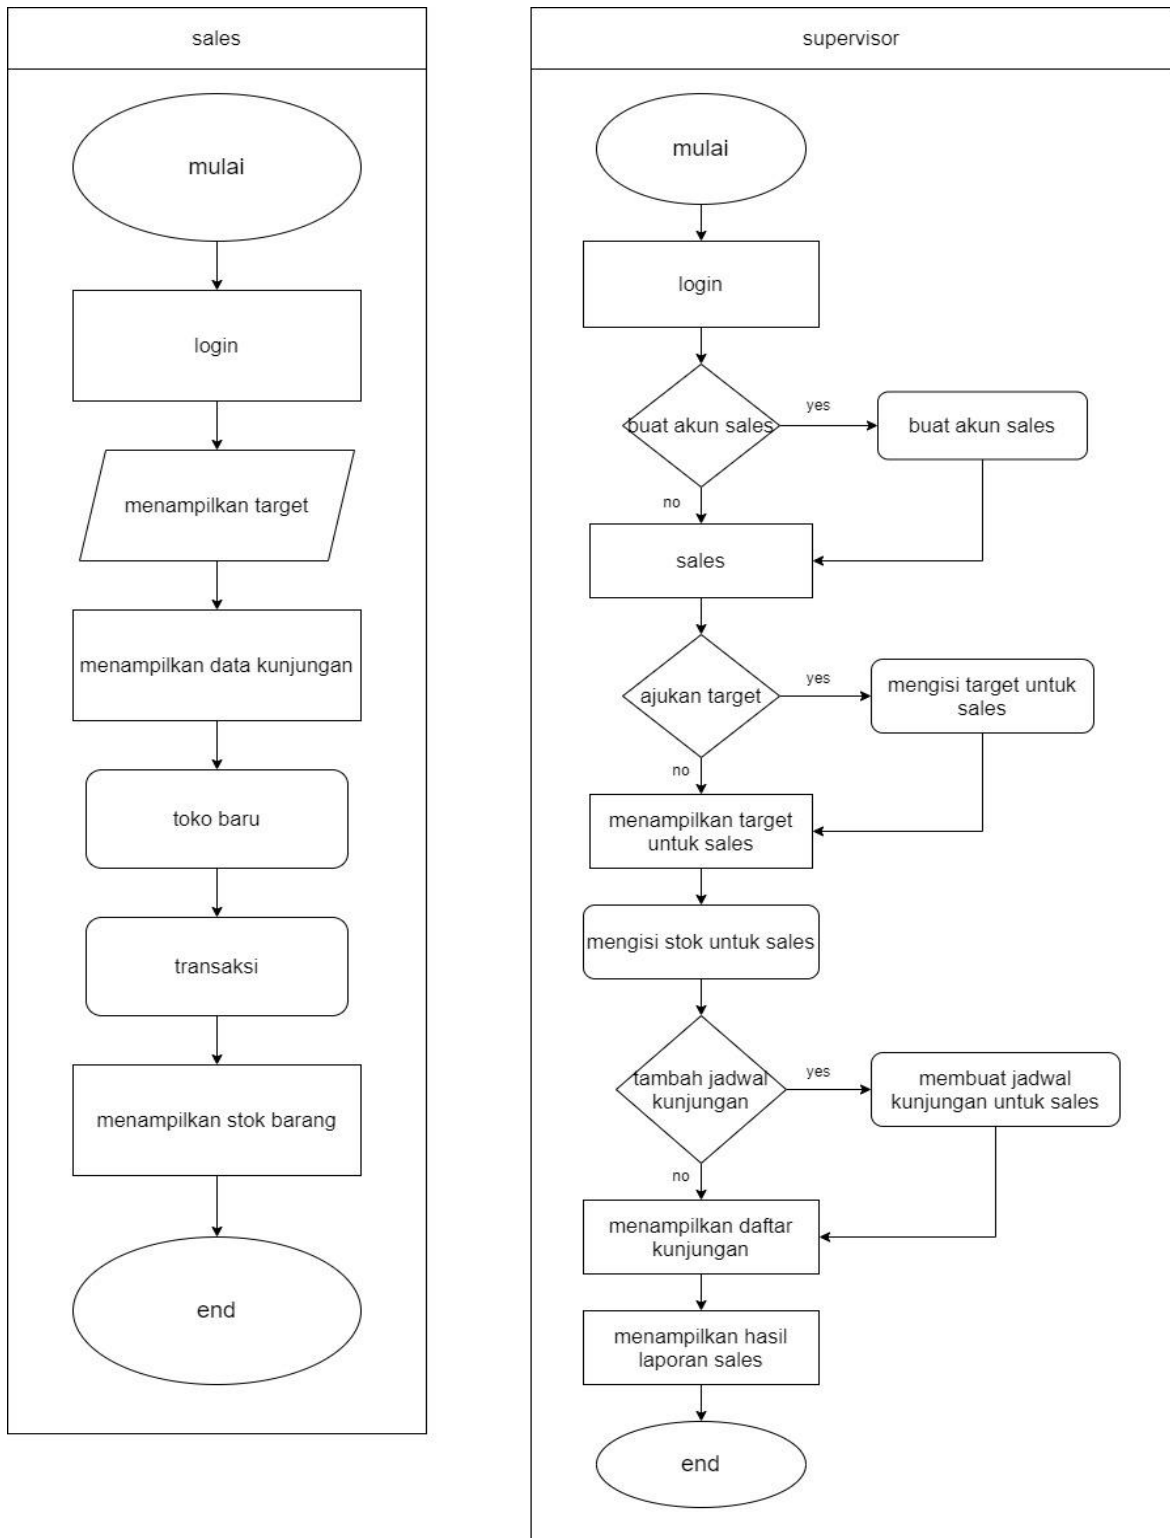 sales
mulai
login
menampilkan target
menampilkan data kunjungan
toko baru
transaksi
menampilkan stok barang
end
supervisor
mulai
login
buat akun sales
yes
buat akun sales
no
sales
ajukan target
yes
mengisi target untuk
sales
no
menampilkan target
untuk sales
mengisi stok untuk sales
tambah jadwal
kunjungan
yes
membuat jadwal
kunjungan untuk sales
no
menampilkan daftar
kunjungan
menampilkan hasil
laporan sales
end